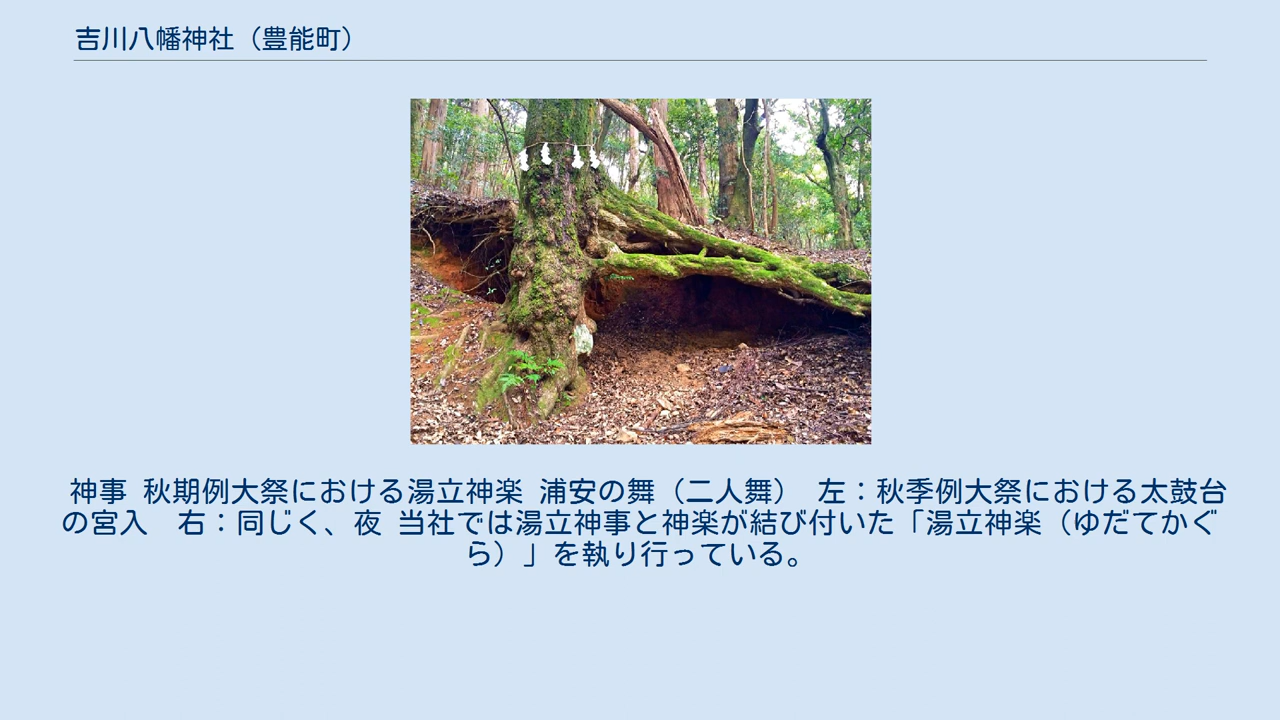 吉川八幡神社（豊能町）
神事 秋期例大祭における湯立神楽 浦安の舞（二人舞） 左：秋季例大祭における太鼓台
の宮入　右：同じく、夜 当社では湯立神事と神楽が結び付いた「湯立神楽（ゆだてかぐ
ら）」を執り行っている。